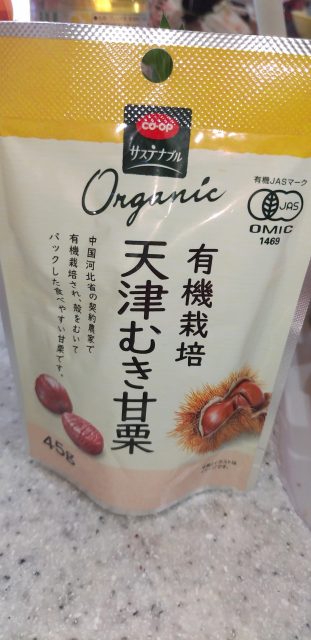 CO・OP
サステナブル
Organic
有機JASマーク
JAS
OMIC
1469
有機栽培
天津むき甘栗
中国河北省の契約農家で
有機栽培され、殻をむいて
パックした食べやすい甘栗です。
45g